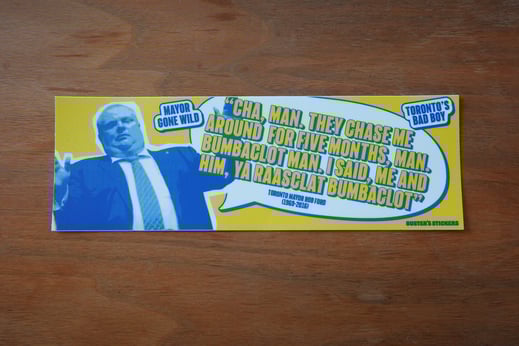 MAYOR
GONE WILD
TORONTO'S
BAD BOY
"CHA, MAN. THEY CHASE ME
AROUND FOR FIVE MONTHS, MAN.
BUMBACLOT MAN. I SAID, ME AND
HIM, YA RAASCLAT BUMBACLOT"
TORONTO MAYOR ROB FORD
(1969-2016)
BUSTER'S STICKERS